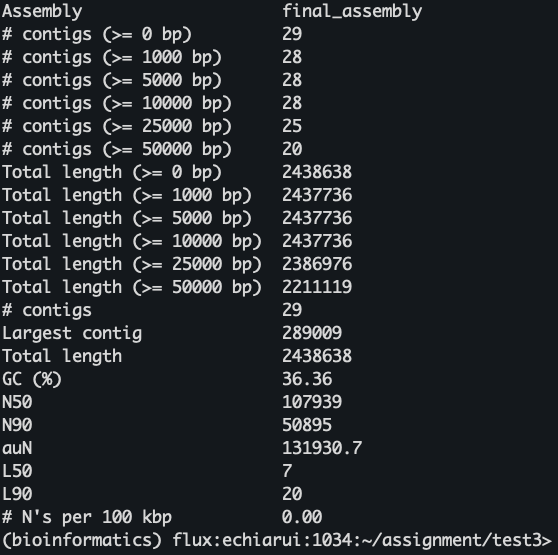 Assembly final_assembly
# contigs (>= 0 bp) 29
# contigs (>= 1000 bp) 28
# contigs (>= 5000 bp) 28
# contigs (>= 10000 bp) 28
# contigs (>= 25000 bp) 25
# contigs (>= 50000 bp) 20
Total length (>= 0 bp) 2438638
Total length (>= 1000 bp) 2437736
Total length (>= 5000 bp) 2437736
Total length (>= 10000 bp) 2437736
Total length (>= 25000 bp) 2386976
Total length (>= 50000 bp) 2211119
# contigs 29
Largest contig 289009
Total length 2438638
GC (%) 36.36
N50 107939
N90 50895
auN 131930.7
L50 7
L90 20
# N's per 100 kbp 0.00
(bioinformatics) flux:echiarui:1034:~/assignment/test3>